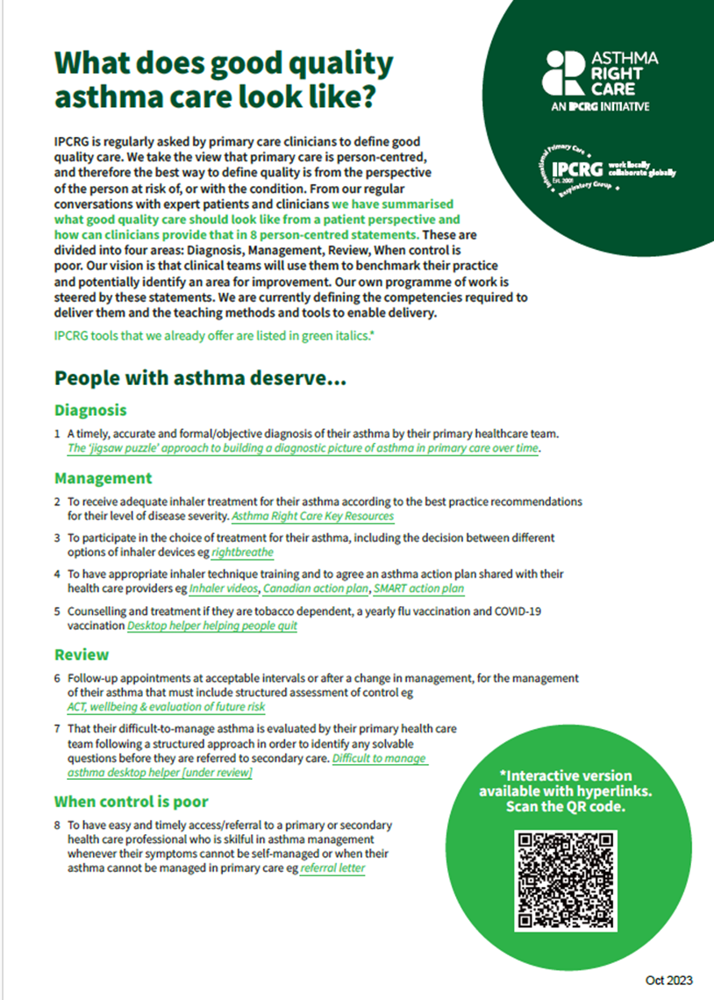 What does good quality
asthma care look like?
ASTHMA
RIGHT
CARE
AN IPCRG INITIATIVE
International Primary Care
IPCRG
Est. 2001
Respiratory Group
work locally
collaborate globally
IPCRG is regularly asked by primary care clinicians to define good
quality care. We take the view that primary care is person-centred,
and therefore the best way to define quality is from the perspective
of the person at risk of, or with the condition. From our regular
conversations with expert patients and clinicians we have summarised
what good quality care should look like from a patient perspective and
how can clinicians provide that in 8 person-centred statements. These are
divided into four areas: Diagnosis, Management, Review, When control is
poor. Our vision is that clinical teams will use them to benchmark their practice
and potentially identify an area for improvement. Our own programme of work is
steered by these statements. We are currently defining the competencies required to
deliver them and the teaching methods and tools to enable delivery.
IPCRG tools that we already offer are listed in green italics.*
People with asthma deserve...
Diagnosis
1 A timely, accurate and formal/objective diagnosis of their asthma by their primary healthcare team.
The 'jigsaw puzzle' approach to building a diagnostic picture of asthma in primary care over time.
Management
2 To receive adequate inhaler treatment for their asthma according to the best practice recommendations
for their level of disease severity. Asthma Right Care Key Resources
3 To participate in the choice of treatment for their asthma, including the decision between different
options of inhaler devices eg rightbreathe
4 To have appropriate inhaler technique training and to agree an asthma action plan shared with their
health care providers eg Inhaler videos, Canadian action plan, SMART action plan
5 Counselling and treatment if they are tobacco dependent, a yearly flu vaccination and COVID-19
vaccination Desktop helper helping people quit
Review
6 Follow-up appointments at acceptable intervals or after a change in management, for the management
of their asthma that must include structured assessment of control eg
ACT, wellbeing & evaluation of future risk
7 That their difficult-to-manage asthma is evaluated by their primary health care
team following a structured approach in order to identify any solvable
questions before they are referred to secondary care. Difficult to manage
asthma desktop helper [under review]
When control is poor
8 To have easy and timely access/referral to a primary or secondary
health care professional who is skilful in asthma management
whenever their symptoms cannot be self-managed or when their
asthma cannot be managed in primary care eg referral letter
*Interactive version
available with hyperlinks.
Scan the QR code.
Oct 2023